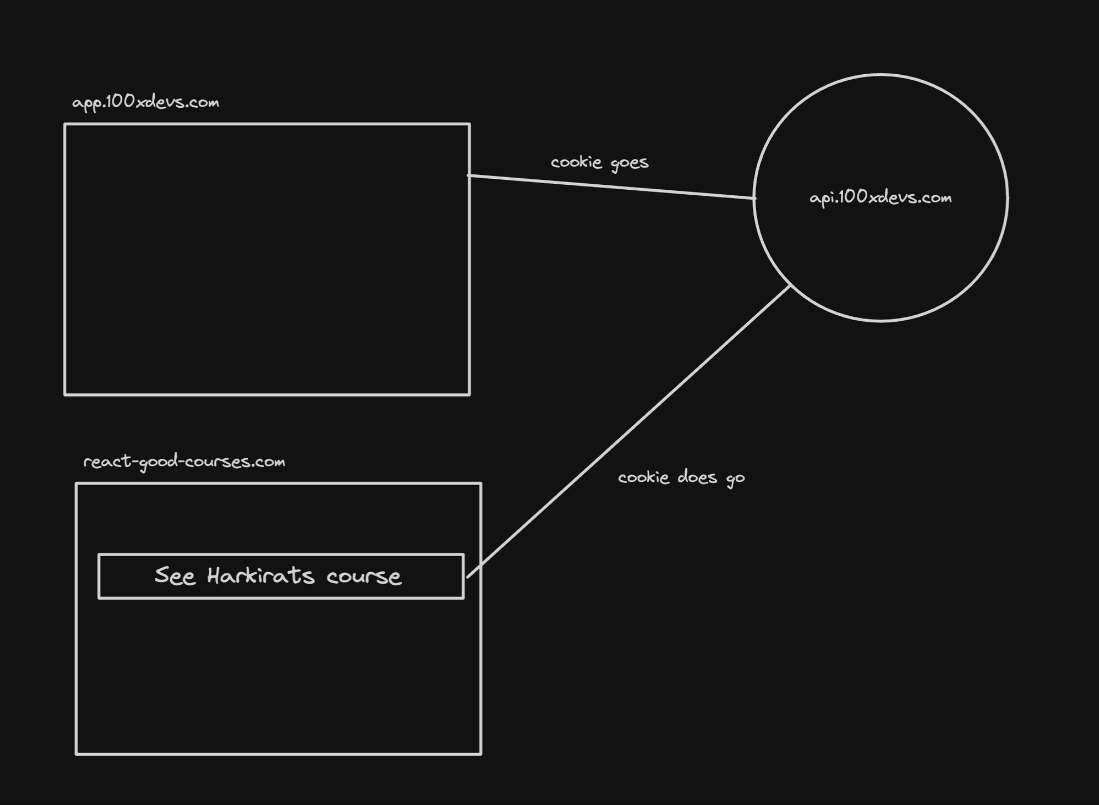 app.100xdevs.com
cookie goes
api.100xdevs.com
react-good-courses.com
cookie does go
See Harkirats course